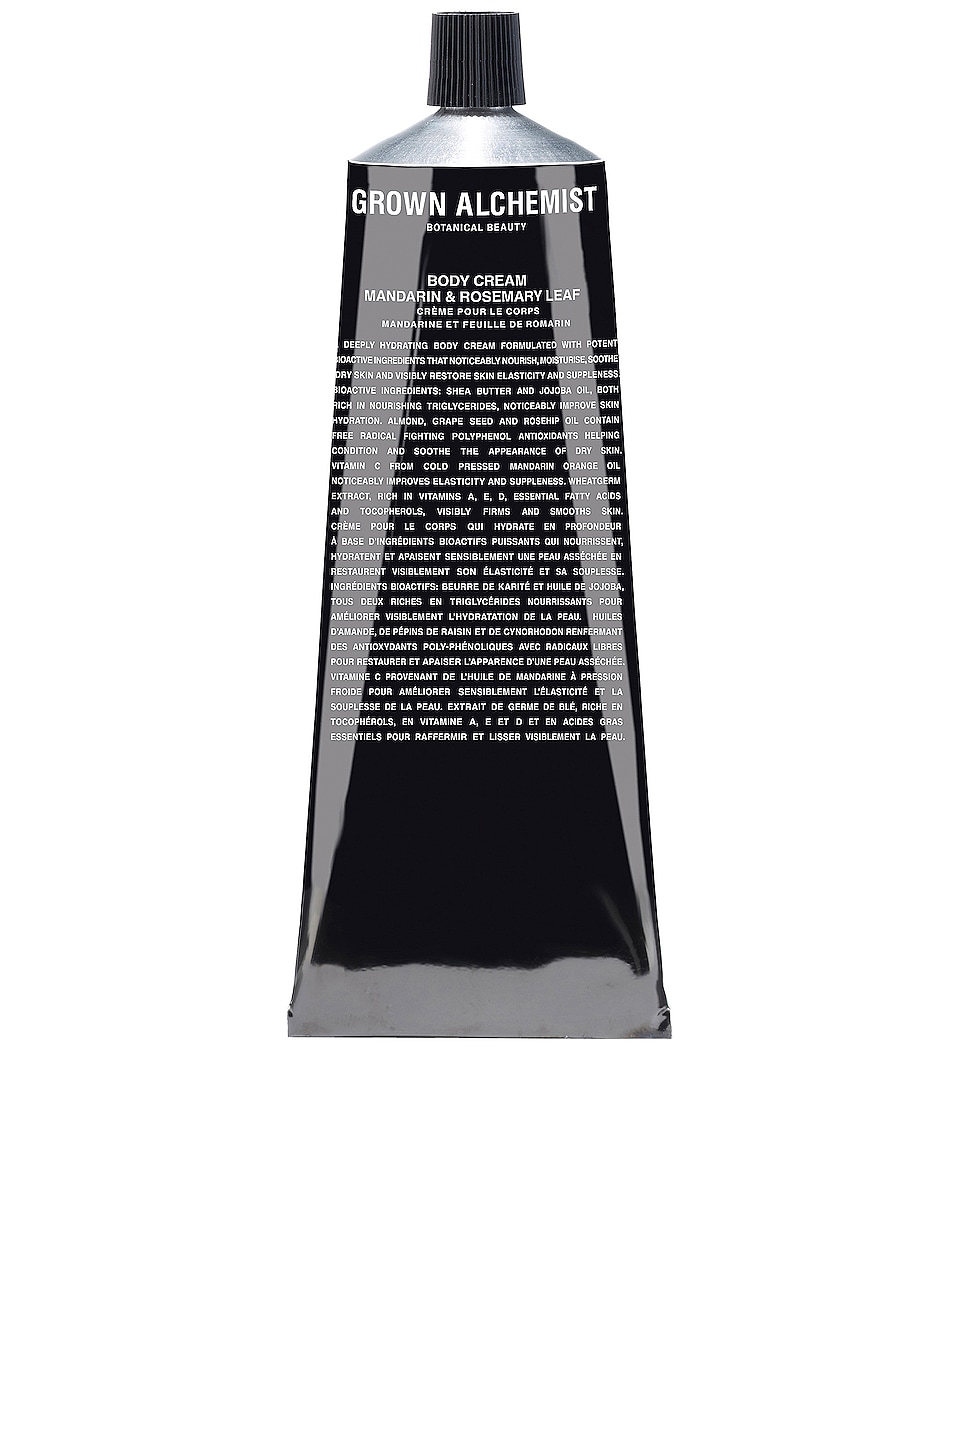 GROWN ALCHEMIST
BOTANICAL BEAUTY
BODY CREAM
MANDARIN & ROSEMARY LEAF
CRÈME POUR LE CORPS
MANDARINE ET FEUILLE DE ROMARIN
DEEPLY HYDRATING BODY CREAM FORMULATED WITH POTENT
BIOACTIVE INGREDIENTS THAT NOTICEABLY NOURISH, MOISTURISE, SOOTHE
DRY SKIN AND VISIBLY RESTORE SKIN ELASTICITY AND SUPPLENESS.
BIOACTIVE INGREDIENTS: SHEA BUTTER AND JOJOBA OIL, BOTH
RICH IN NOURISHING TRIGLYCERIDES, NOTICEABLY IMPROVE SKIN
HYDRATION. ALMOND, GRAPE SEED AND ROSEHIP OIL CONTAIN
FREE RADICAL FIGHTING POLYPHENOL ANTIOXIDANTS HELPING
CONDITION AND SOOTHE THE APPEARANCE OF DRY SKIN.
VITAMIN C FROM COLD PRESSED MANDARIN ORANGE OIL
NOTICEABLY IMPROVES ELASTICITY AND SUPPLENESS. WHEATGERM
EXTRACT, RICH IN VITAMINS A, E, D, ESSENTIAL FATTY ACIDS
AND TOCOPHEROLS, VISIBLY FIRMS AND SMOOTHS SKIN.
CRÈME POUR LE CORPS QUI HYDRATE EN PROFONDEUR
À BASE D'INGRÉDIENTS BIOACTIFS PUISSANTS QUI NOURRISSENT,
HYDRATENT ET APAISENT SENSIBLEMENT UNE PEAU ASSÉCHÉE EN
RESTAURENT VISIBLEMENT SON ÉLASTICITÉ ET SA SOUPLESSE.
INGRÉDIENTS BIOACTIFS: BEURRE DE KARITÉ ET HUILE DE JOJOBA,
TOUS DEUX RICHES EN TRIGLYCÉRIDES NOURRISSANTS POUR
AMÉLIORER VISIBLEMENT L'HYDRATATION DE LA PEAU. HUILES
D'AMANDE, DE PÉPINS DE RAISIN ET DE CYNORHODON RENFERMANT
DES ANTIOXYDANTS POLY-PHÉNOLIQUES AVEC RADICAUX LIBRES
POUR RESTAURER ET APAISER L'APPARENCE D'UNE PEAU ASSÉCHÉE.
VITAMINE C PROVENANT DE L'HUILE DE MANDARINE À PRESSION
FROIDE POUR AMÉLIORER SENSIBLEMENT L'ÉLASTICITÉ ET LA
SOUPLESSE DE LA PEAU. EXTRAIT DE GERME DE BLÉ, RICHE EN
TOCOPHÉROLS, EN VITAMINE A, E ET D ET EN ACIDES GRAS
ESSENTIELS POUR RAFFERMIR ET LISSER VISIBLEMENT LA PEAU.